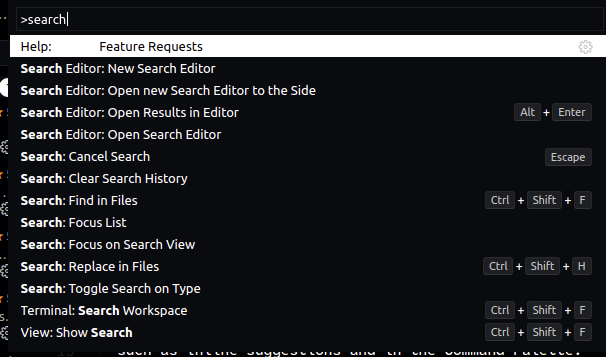 >search
Help: Feature Requests
Search Editor: New Search Editor
Search Editor: Open new Search Editor to the Side
Search Editor: Open Results in Editor Alt + Enter
Search Editor: Open Search Editor
Search: Cancel Search Escape
Search: Clear Search History
Search: Find in Files Ctrl + Shift + F
Search: Focus List
Search: Focus on Search View
Search: Replace in Files Ctrl + Shift + H
Search: Toggle Search on Type
Terminal: Search Workspace Ctrl + Shift + F
View: Show Search Ctrl + Shift + F